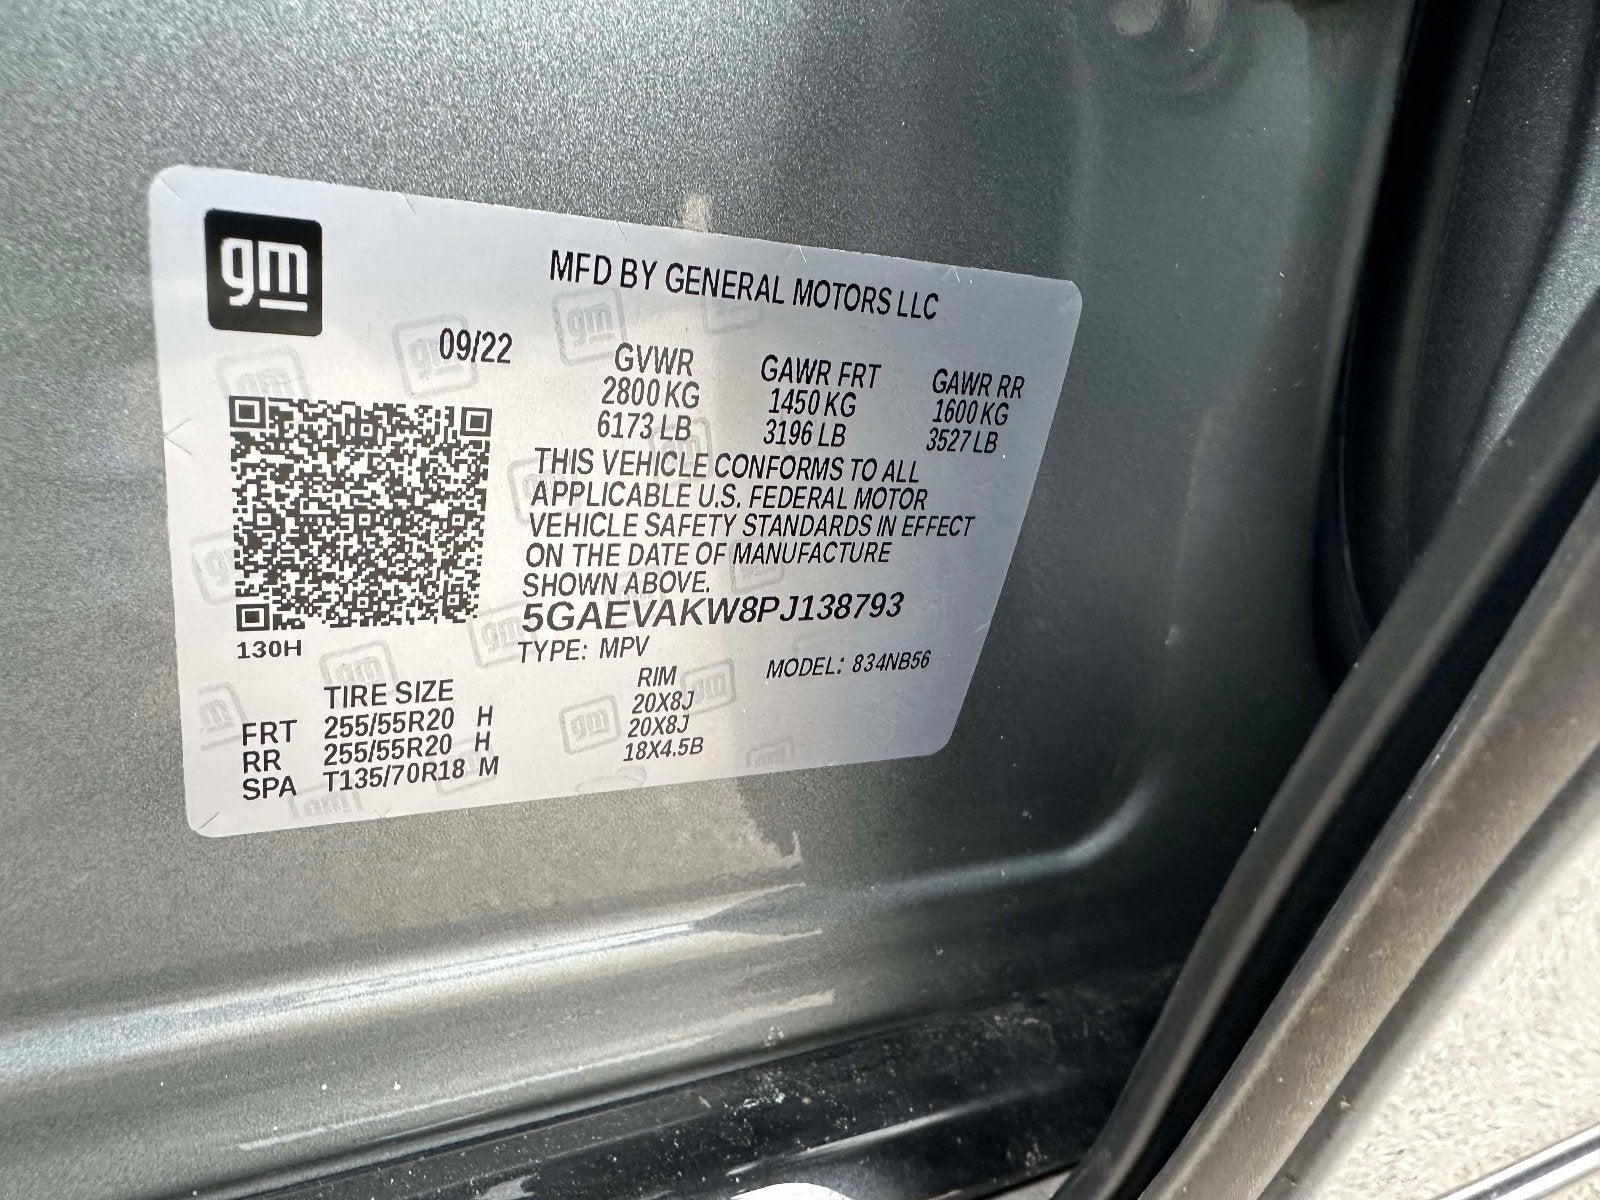 gm
MFD BY GENERAL MOTORS LLC
09/22
GVWR GAWR FRT GAWR RR
2800 KG 1450 KG 1600 KG
6173 LB 3196 LB 3527 LB
THIS VEHICLE CONFORMS TO ALL
APPLICABLE U.S. FEDERAL MOTOR
VEHICLE SAFETY STANDARDS IN EFFECT
ON THE DATE OF MANUFACTURE
SHOWN ABOVE.
5GAEVAKW8PJ138793
130H
TYPE: MPV MODEL: 834NB56
TIRE SIZE RIM
FRT 255/55R20 H 20X8J
RR 255/55R20 H 20X8J
SPA T135/70R18 M 18X4.5B